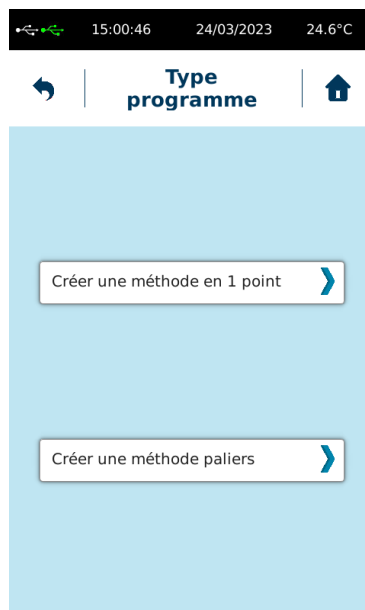 15:00:46 24/03/2023 24.6°C
Type
programme
Créer une méthode en 1 point
Créer une méthode paliers